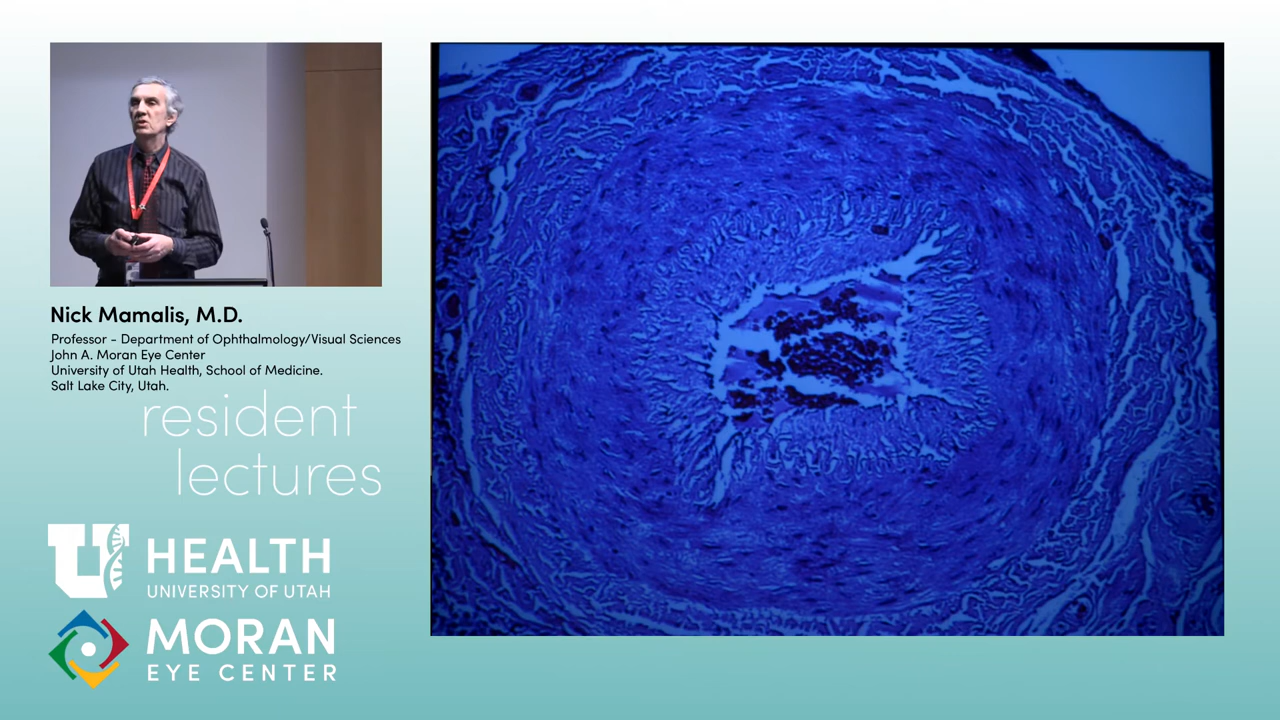 Nick Mamalis, M.D.
Professor - Department of Ophthalmology/Visual Sciences
John A. Moran Eye Center
University of Utah Health, School of Medicine.
Salt Lake City, Utah.
resident
lectures
U HEALTH
UNIVERSITY OF UTAH
MORAN
EYE CENTER